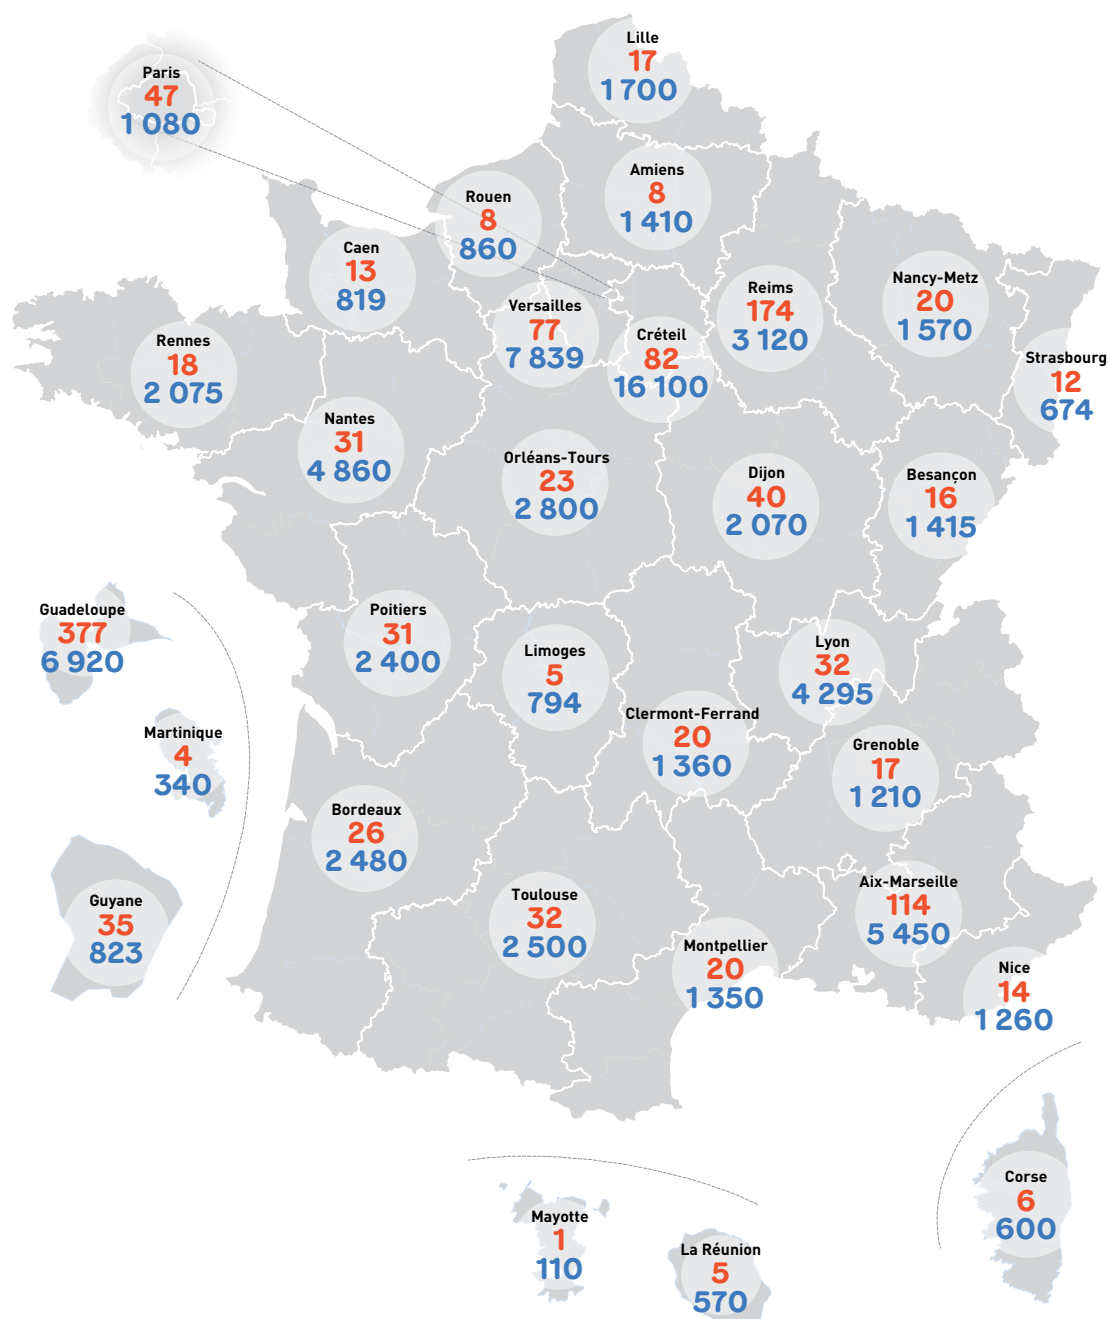 Lille
17
1 700
Paris
47
1 080
Amiens
8
1 410
Rouen
8
860
Caen
13
819
Nancy-Metz
20
1 570
Reims
174
3 120
Versailles
77
7 839
Créteil
82
16 100
Rennes
18
2 075
Strasbourg
12
674
Nantes
31
4 860
Orléans-Tours
23
2 800
Dijon
40
2 070
Besançon
16
1 415
Guadeloupe
377
6 920
Poitiers
31
2 400
Limoges
5
794
Lyon
32
4 295
Martinique
4
340
Clermont-Ferrand
20
1 360
Grenoble
17
1 210
Bordeaux
26
2 480
Guyane
35
823
Toulouse
32
2 500
Aix-Marseille
114
5 450
Montpellier
20
1 350
Nice
14
1 260
Corse
6
600
Mayotte
1
110
La Réunion
5
570